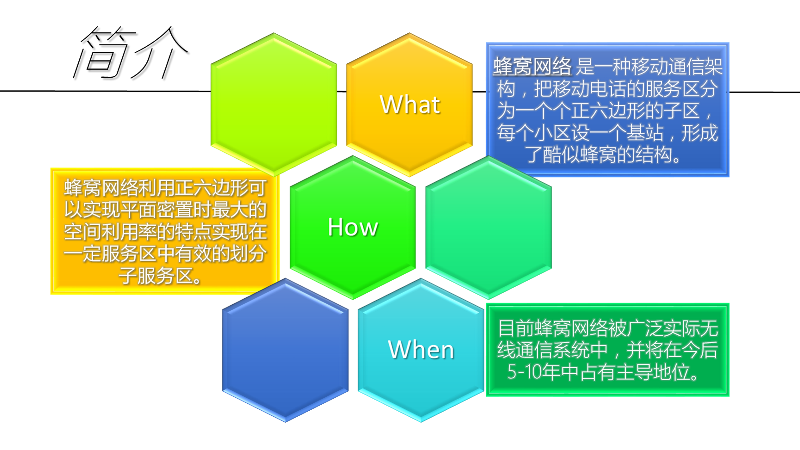 简介
What
蜂窝网络 是一种移动通信架
构，把移动电话的服务区分
为一个个正六边形的子区，
每个小区设一个基站，形成
了酷似蜂窝的结构。
蜂窝网络利用正六边形可
以实现平面密置时最大的
空间利用率的特点实现在
一定服务区中有效的划分
子服务区。
How
When
目前蜂窝网络被广泛实际无
线通信系统中，并将在今后
5-10年中占有主导地位。